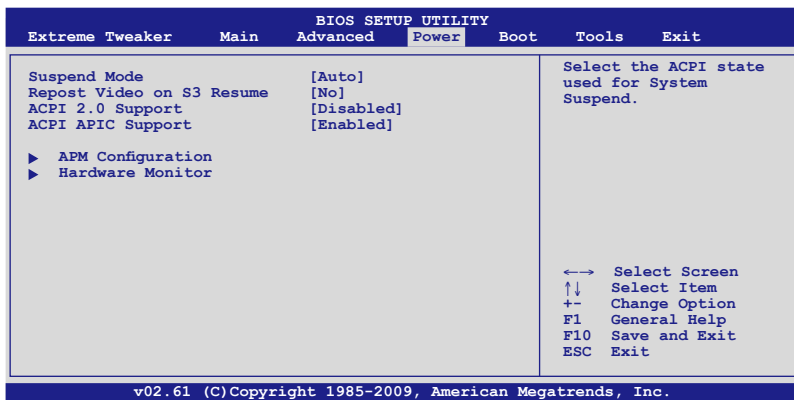 BIOS SETUP UTILITY
Extreme Tweaker Main Advanced Power Boot Tools Exit
Suspend Mode [Auto]
Repost Video on S3 Resume [No]
ACPI 2.0 Support [Disabled]
ACPI APIC Support [Enabled]
▶ APM Configuration
▶ Hardware Monitor
Select the ACPI state
used for System
Suspend.
←→ Select Screen
↑↓ Select Item
+- Change Option
F1 General Help
F10 Save and Exit
ESC Exit
v02.61 (C)Copyright 1985-2009, American Megatrends, Inc.